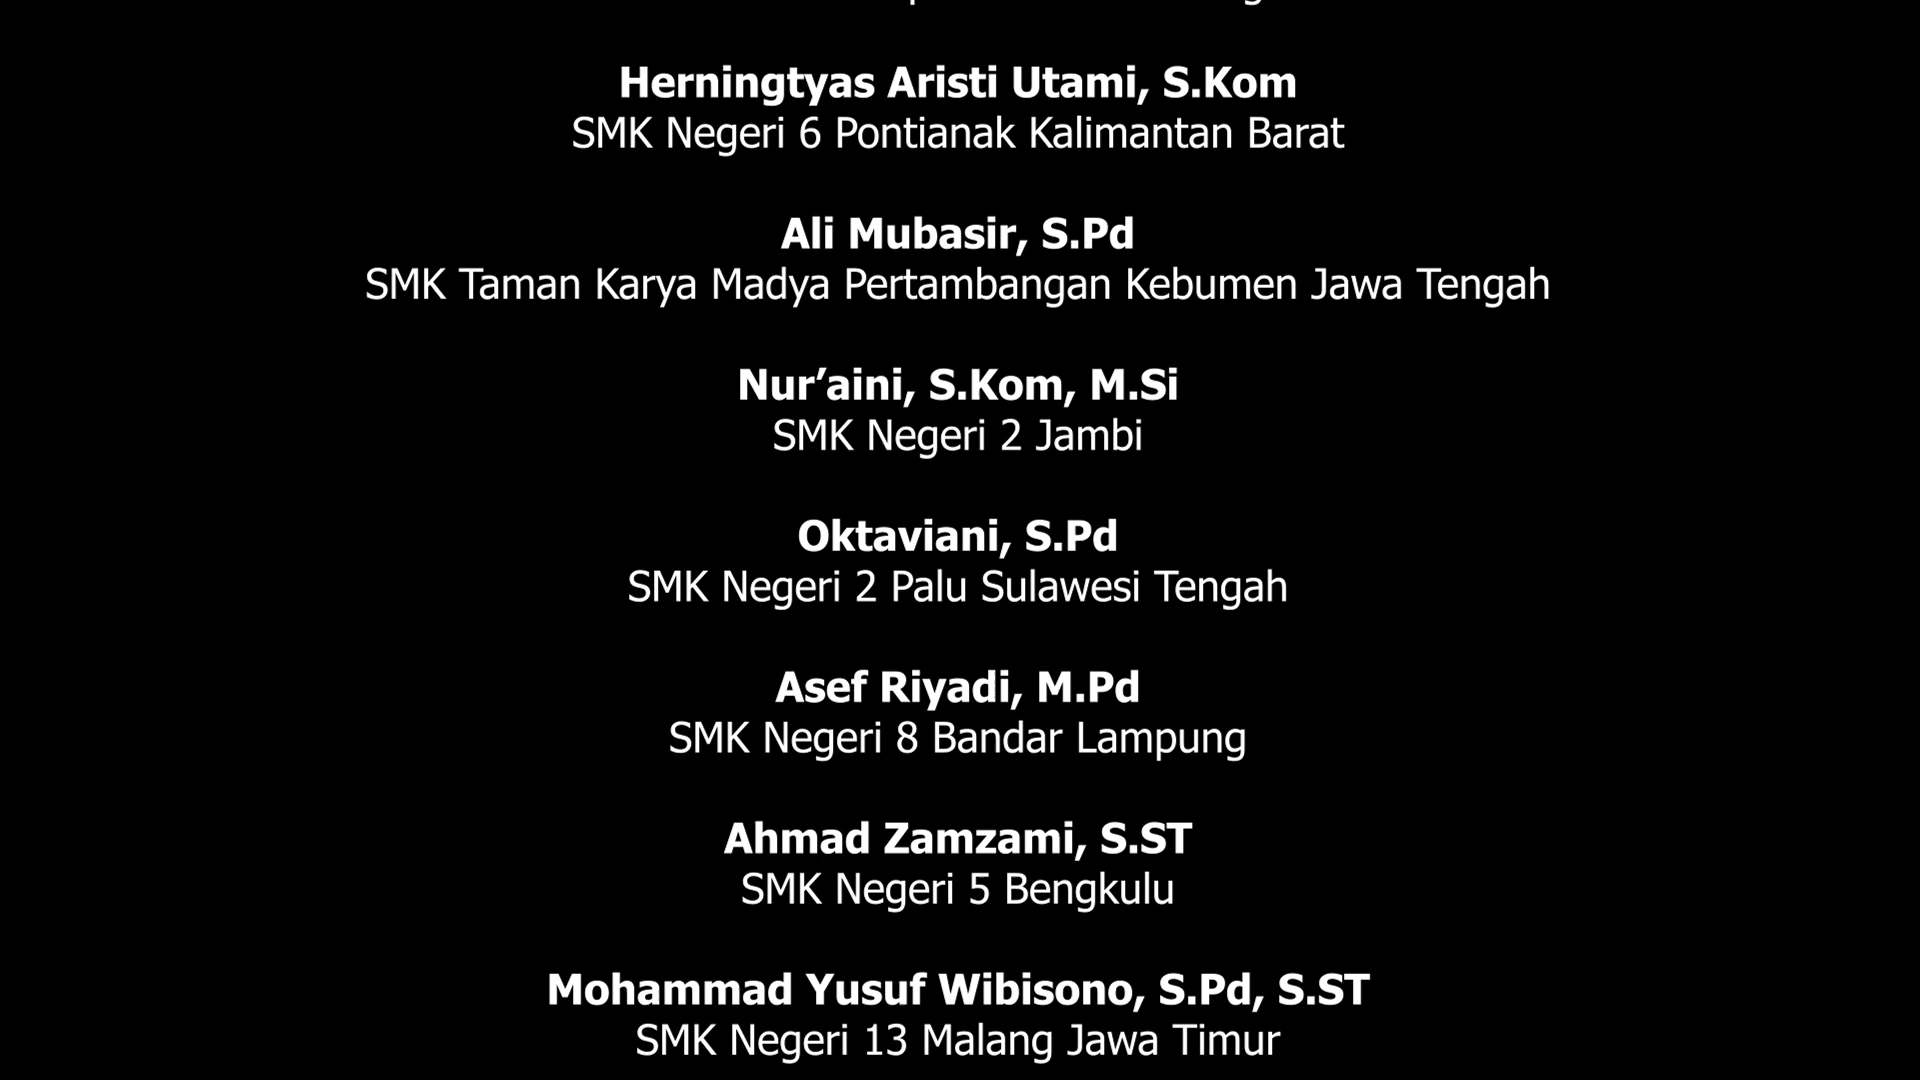 Herningtyas Aristi Utami, S.Kom
SMK Negeri 6 Pontianak Kalimantan Barat
Ali Mubasir, S.Pd
SMK Taman Karya Madya Pertambangan Kebumen Jawa Tengah
Nur’aini, S.Kom, M.Si
SMK Negeri 2 Jambi
Oktaviani, S.Pd
SMK Negeri 2 Palu Sulawesi Tengah
Asef Riyadi, M.Pd
SMK Negeri 8 Bandar Lampung
Ahmad Zamzami, S.ST
SMK Negeri 5 Bengkulu
Mohammad Yusuf Wibisono, S.Pd, S.ST
SMK Negeri 13 Malang Jawa Timur